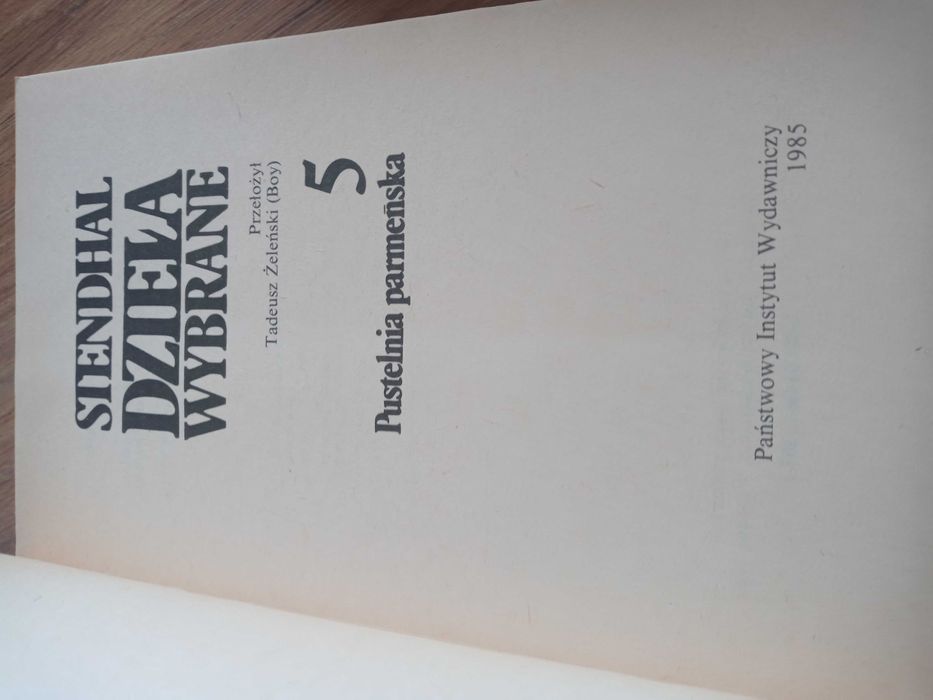 STENDHAL
DZIEŁA
WYBRANE
Przełożył
Tadeusz Żeleński (Boy)
5
Pustelnia parmeńska
Państwowy Instytut Wydawniczy
1985